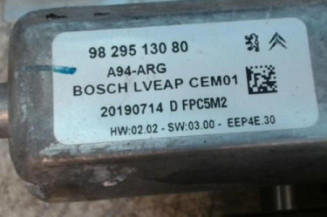 98 295 130 80
A94-ARG
BOSCH LVEAP CEM01
20190714 D FPC5M2
HW:02.02 - SW:03.00 - EEP4E.30